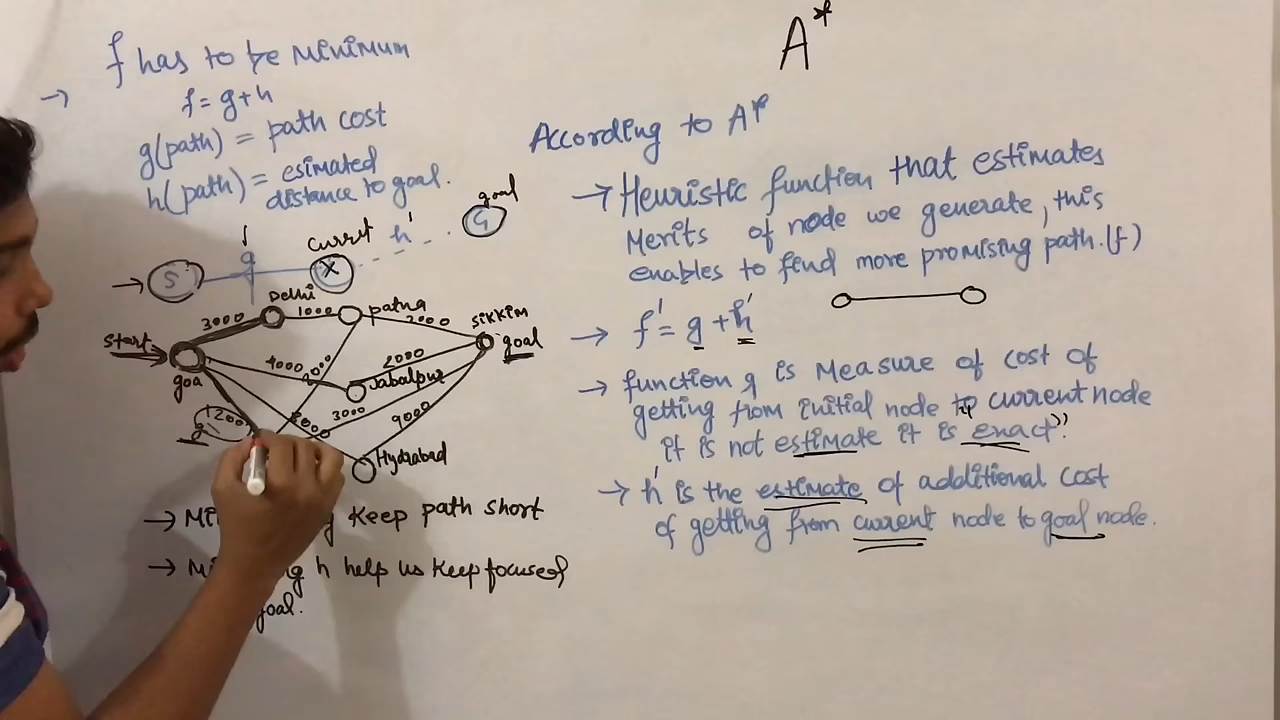 A*
f has to be Minimum
→ f = g+h
g(path) = path cost
h(path) = esimated
distance to goal.
S g currrt X h' G goal
Delhi
3000 1000 patna 2000 sikkim
start goa goal
4000 2000 Jabalpur
3000 9000
g Hydrabad
→ keep path short
→ h help us keep focused
goal.
According to A*
→ Heuristic function that estimates
Merits of node we generate, this
enables to find more promising path.(f)
→ f' = g + h'
→ function g is Measure of cost of
getting from initial node to current node
it is not estimate it is exact".
→ h' is the estimate of additional cost
of getting from current node to goal node.